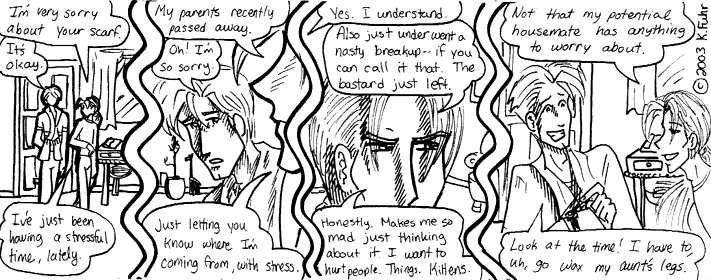 I'm very sorry
about your scarf.
It's
okay.
I've just been
having a stressful
time, lately.
My parents recently
passed away.
Oh! I'm
so sorry.
Just letting you
know where I'm
coming from, with stress.
Yes. I understand.
Also just underwent a
nasty breakup-- if you
can call it that. The
bastard just left.
Honestly. Makes me so
mad just thinking
about it I want to
hurt people. Things. Kittens.
Not that my potential
housemate has anything
to worry about.
Look at the time! I have to,
uh, go wax my aunt's legs.
©2003 K.Fuhr